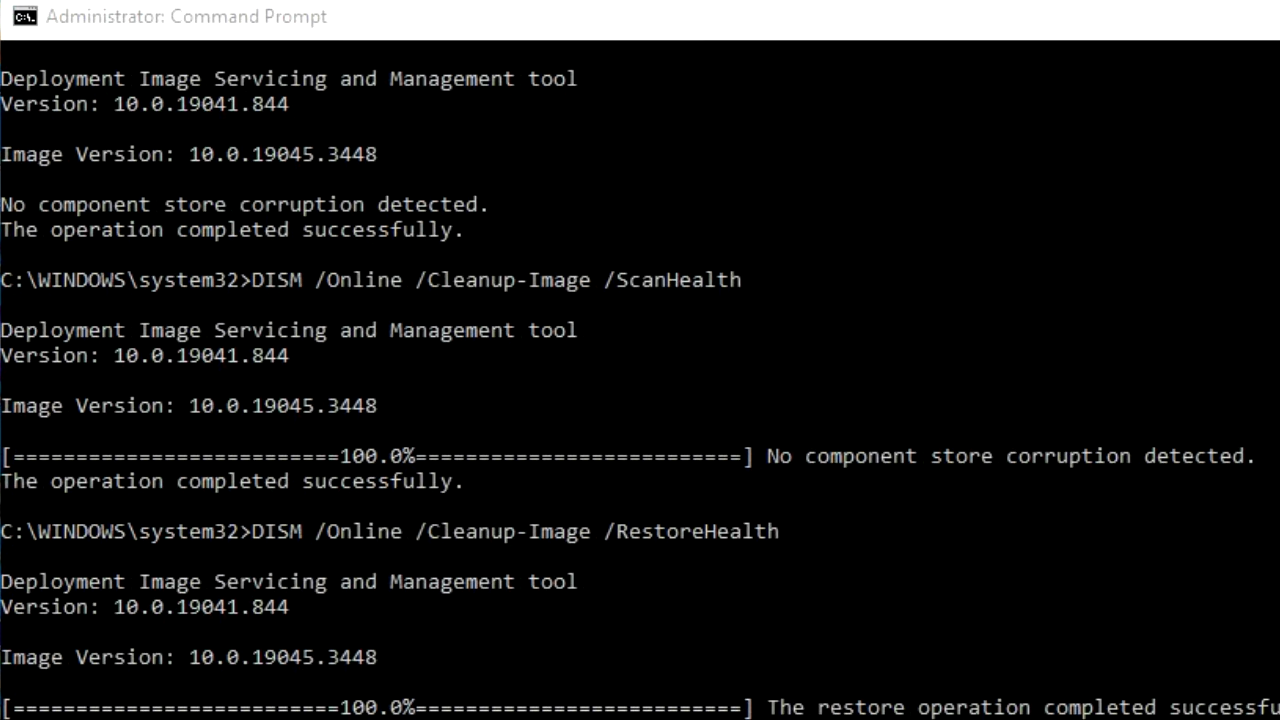 Administrator: Command Prompt
Deployment Image Servicing and Management tool
Version: 10.0.19041.844
Image Version: 10.0.19045.3448
No component store corruption detected.
The operation completed successfully.
C:\WINDOWS\system32>DISM /Online /Cleanup-Image /ScanHealth
Deployment Image Servicing and Management tool
Version: 10.0.19041.844
Image Version: 10.0.19045.3448
[==========================100.0%==========================] No component store corruption detected.
The operation completed successfully.
C:\WINDOWS\system32>DISM /Online /Cleanup-Image /RestoreHealth
Deployment Image Servicing and Management tool
Version: 10.0.19041.844
Image Version: 10.0.19045.3448
[==========================100.0%==========================] The restore operation completed successfu